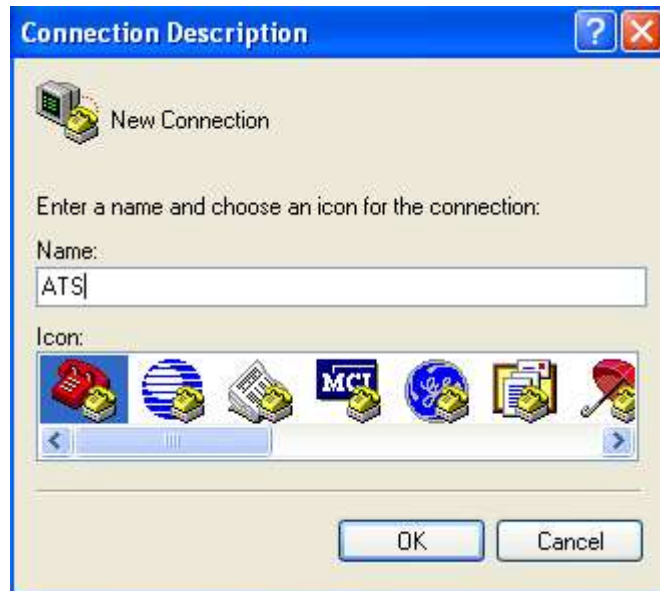 Connection Description
New Connection
Enter a name and choose an icon for the connection:
Name:
ATS
Icon:
MCI
OK
Cancel